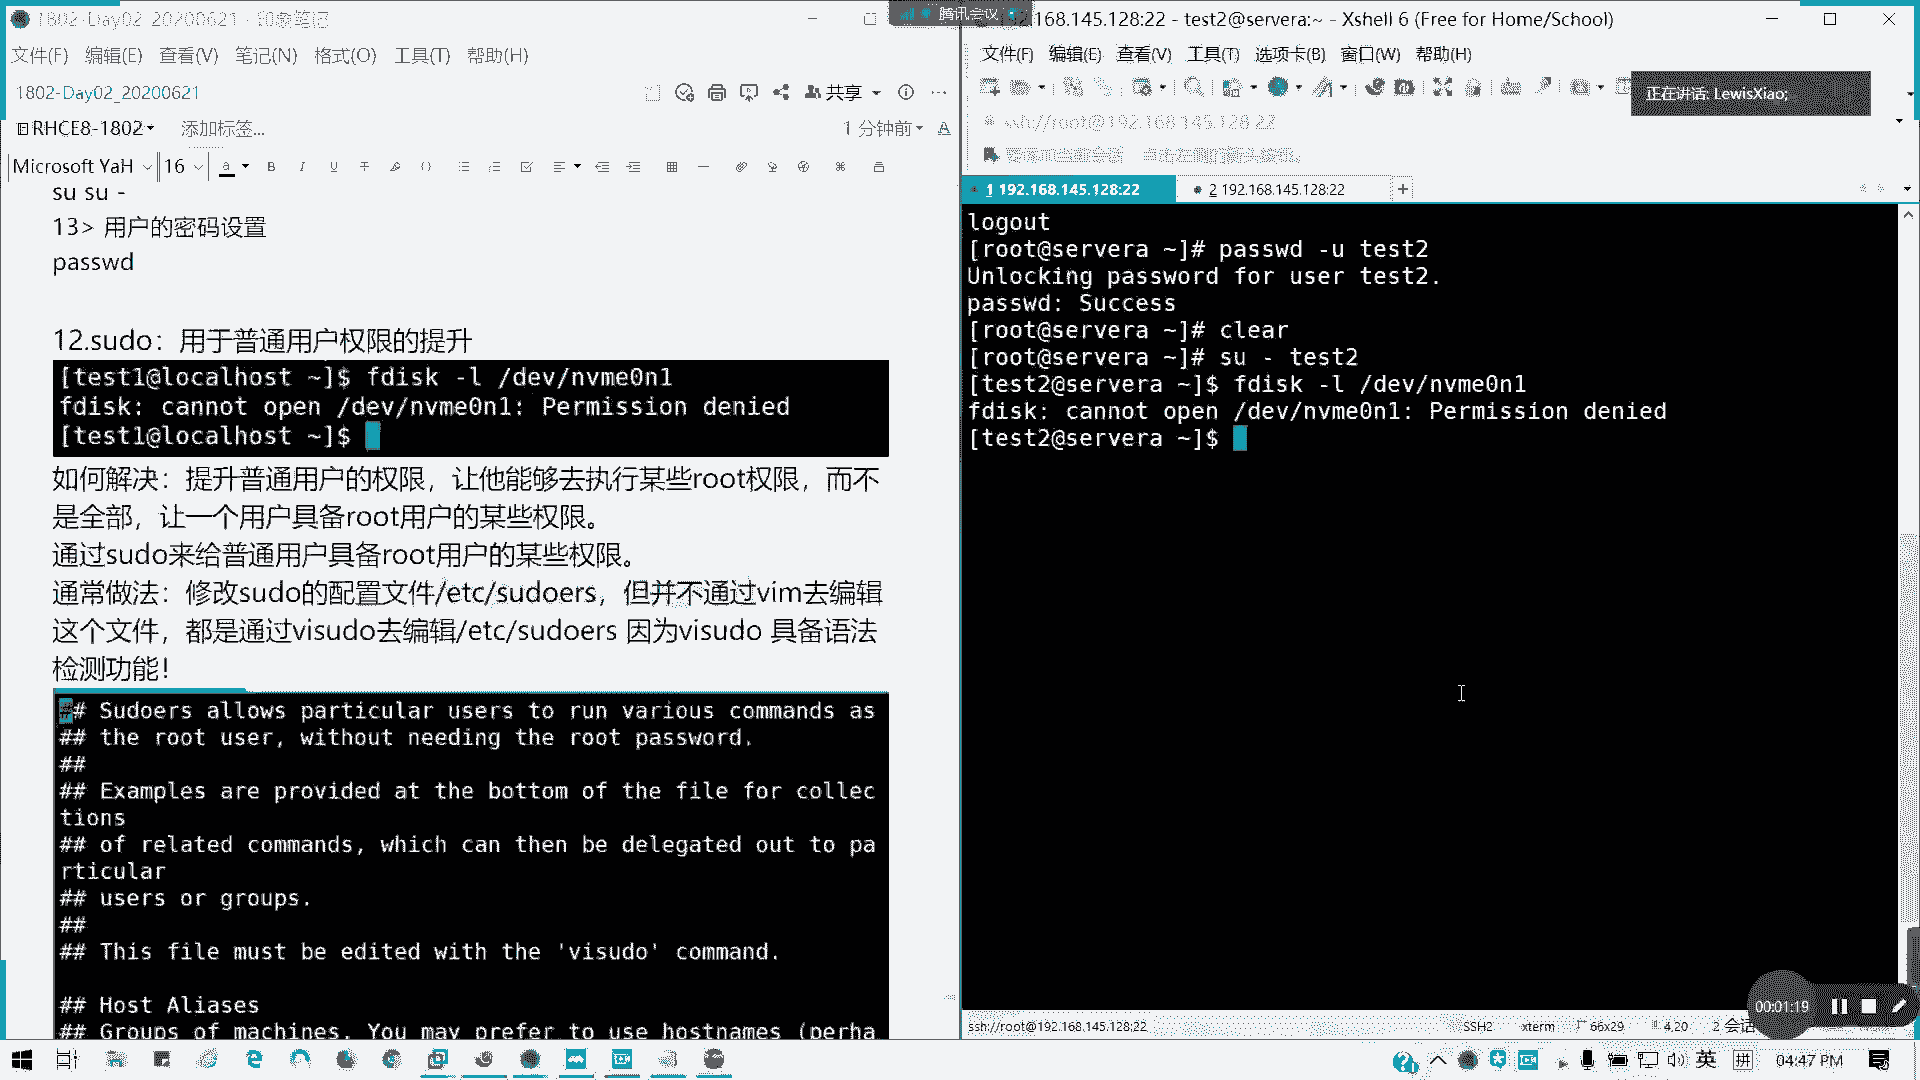 1802-Day02_20200621 - 印象笔记
文件(F) 编辑(E) 查看(V) 笔记(N) 格式(O) 工具(T) 帮助(H)
1802-Day02_20200621
共享
RHCE8-1802
添加标签...
1 分钟前
Microsoft YaH
16
su su -
13> 用户的密码设置
passwd
12.sudo：用于普通用户权限的提升
[test1@localhost ~]$ fdisk -l /dev/nvme0n1
fdisk: cannot open /dev/nvme0n1: Permission denied
[test1@localhost ~]$
如何解决：提升普通用户的权限，让他能够去执行某些root权限，而不
是全部，让一个用户具备root用户的某些权限。
通过sudo来给普通用户具备root用户的某些权限。
通常做法：修改sudo的配置文件/etc/sudoers，但并不通过vim去编辑
这个文件，都是通过visudo去编辑/etc/sudoers 因为visudo 具备语法
检测功能！
## Sudoers allows particular users to run various commands as
## the root user, without needing the root password.
##
## Examples are provided at the bottom of the file for collec
tions
## of related commands, which can then be delegated out to pa
rticular
## users or groups.
##
## This file must be edited with the 'visudo' command.
## Host Aliases
## Groups of machines. You may prefer to use hostnames (perha
腾讯会议
192.168.145.128:22 - test2@servera:~ - Xshell 6 (Free for Home/School)
文件(F) 编辑(E) 查看(V) 工具(T) 选项卡(B) 窗口(W) 帮助(H)
正在讲话: LewisXiao;
ssh://root@192.168.145.128:22
1 192.168.145.128:22
2 192.168.145.128:22
logout
[root@servera ~]# passwd -u test2
Unlocking password for user test2.
passwd: Success
[root@servera ~]# clear
[root@servera ~]# su - test2
[test2@servera ~]$ fdisk -l /dev/nvme0n1
fdisk: cannot open /dev/nvme0n1: Permission denied
[test2@servera ~]$
00:01:19
ssh://root@192.168.145.128:22
SSH2
xterm
66x29
4,20
2 会话
英
拼
04:47 PM